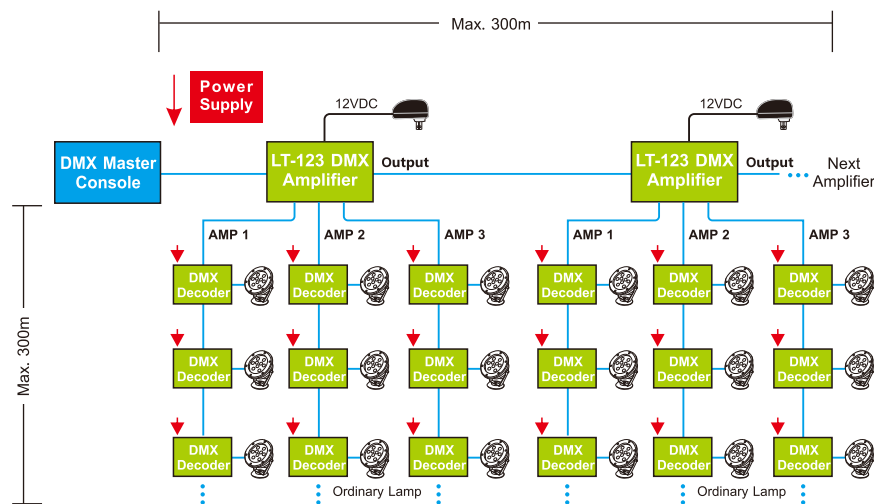 Max. 300m
Power
Supply
12VDC
12VDC
DMX Master
Console
LT-123 DMX
Amplifier
Output
LT-123 DMX
Amplifier
Output
Next
Amplifier
Max. 300m
AMP 1
AMP 2
AMP 3
AMP 1
AMP 2
AMP 3
DMX
Decoder
DMX
Decoder
DMX
Decoder
DMX
Decoder
DMX
Decoder
DMX
Decoder
DMX
Decoder
DMX
Decoder
DMX
Decoder
DMX
Decoder
DMX
Decoder
DMX
Decoder
DMX
Decoder
DMX
Decoder
DMX
Decoder
DMX
Decoder
DMX
Decoder
DMX
Decoder
Ordinary Lamp
Ordinary Lamp